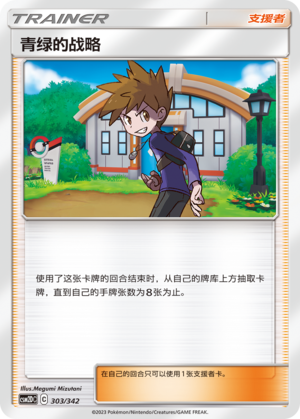 TRAINER
支援者
青绿的战略
使用了这张卡牌的回合结束时，从自己的牌库上方抽取卡
牌，直到自己的手牌张数为8张为止。
Illus.Megumi Mizutani
CSM2DC C 303/342
在自己的回合只可以使用1张支援者卡。
©2023 Pokémon/Nintendo/Creatures/GAME FREAK.